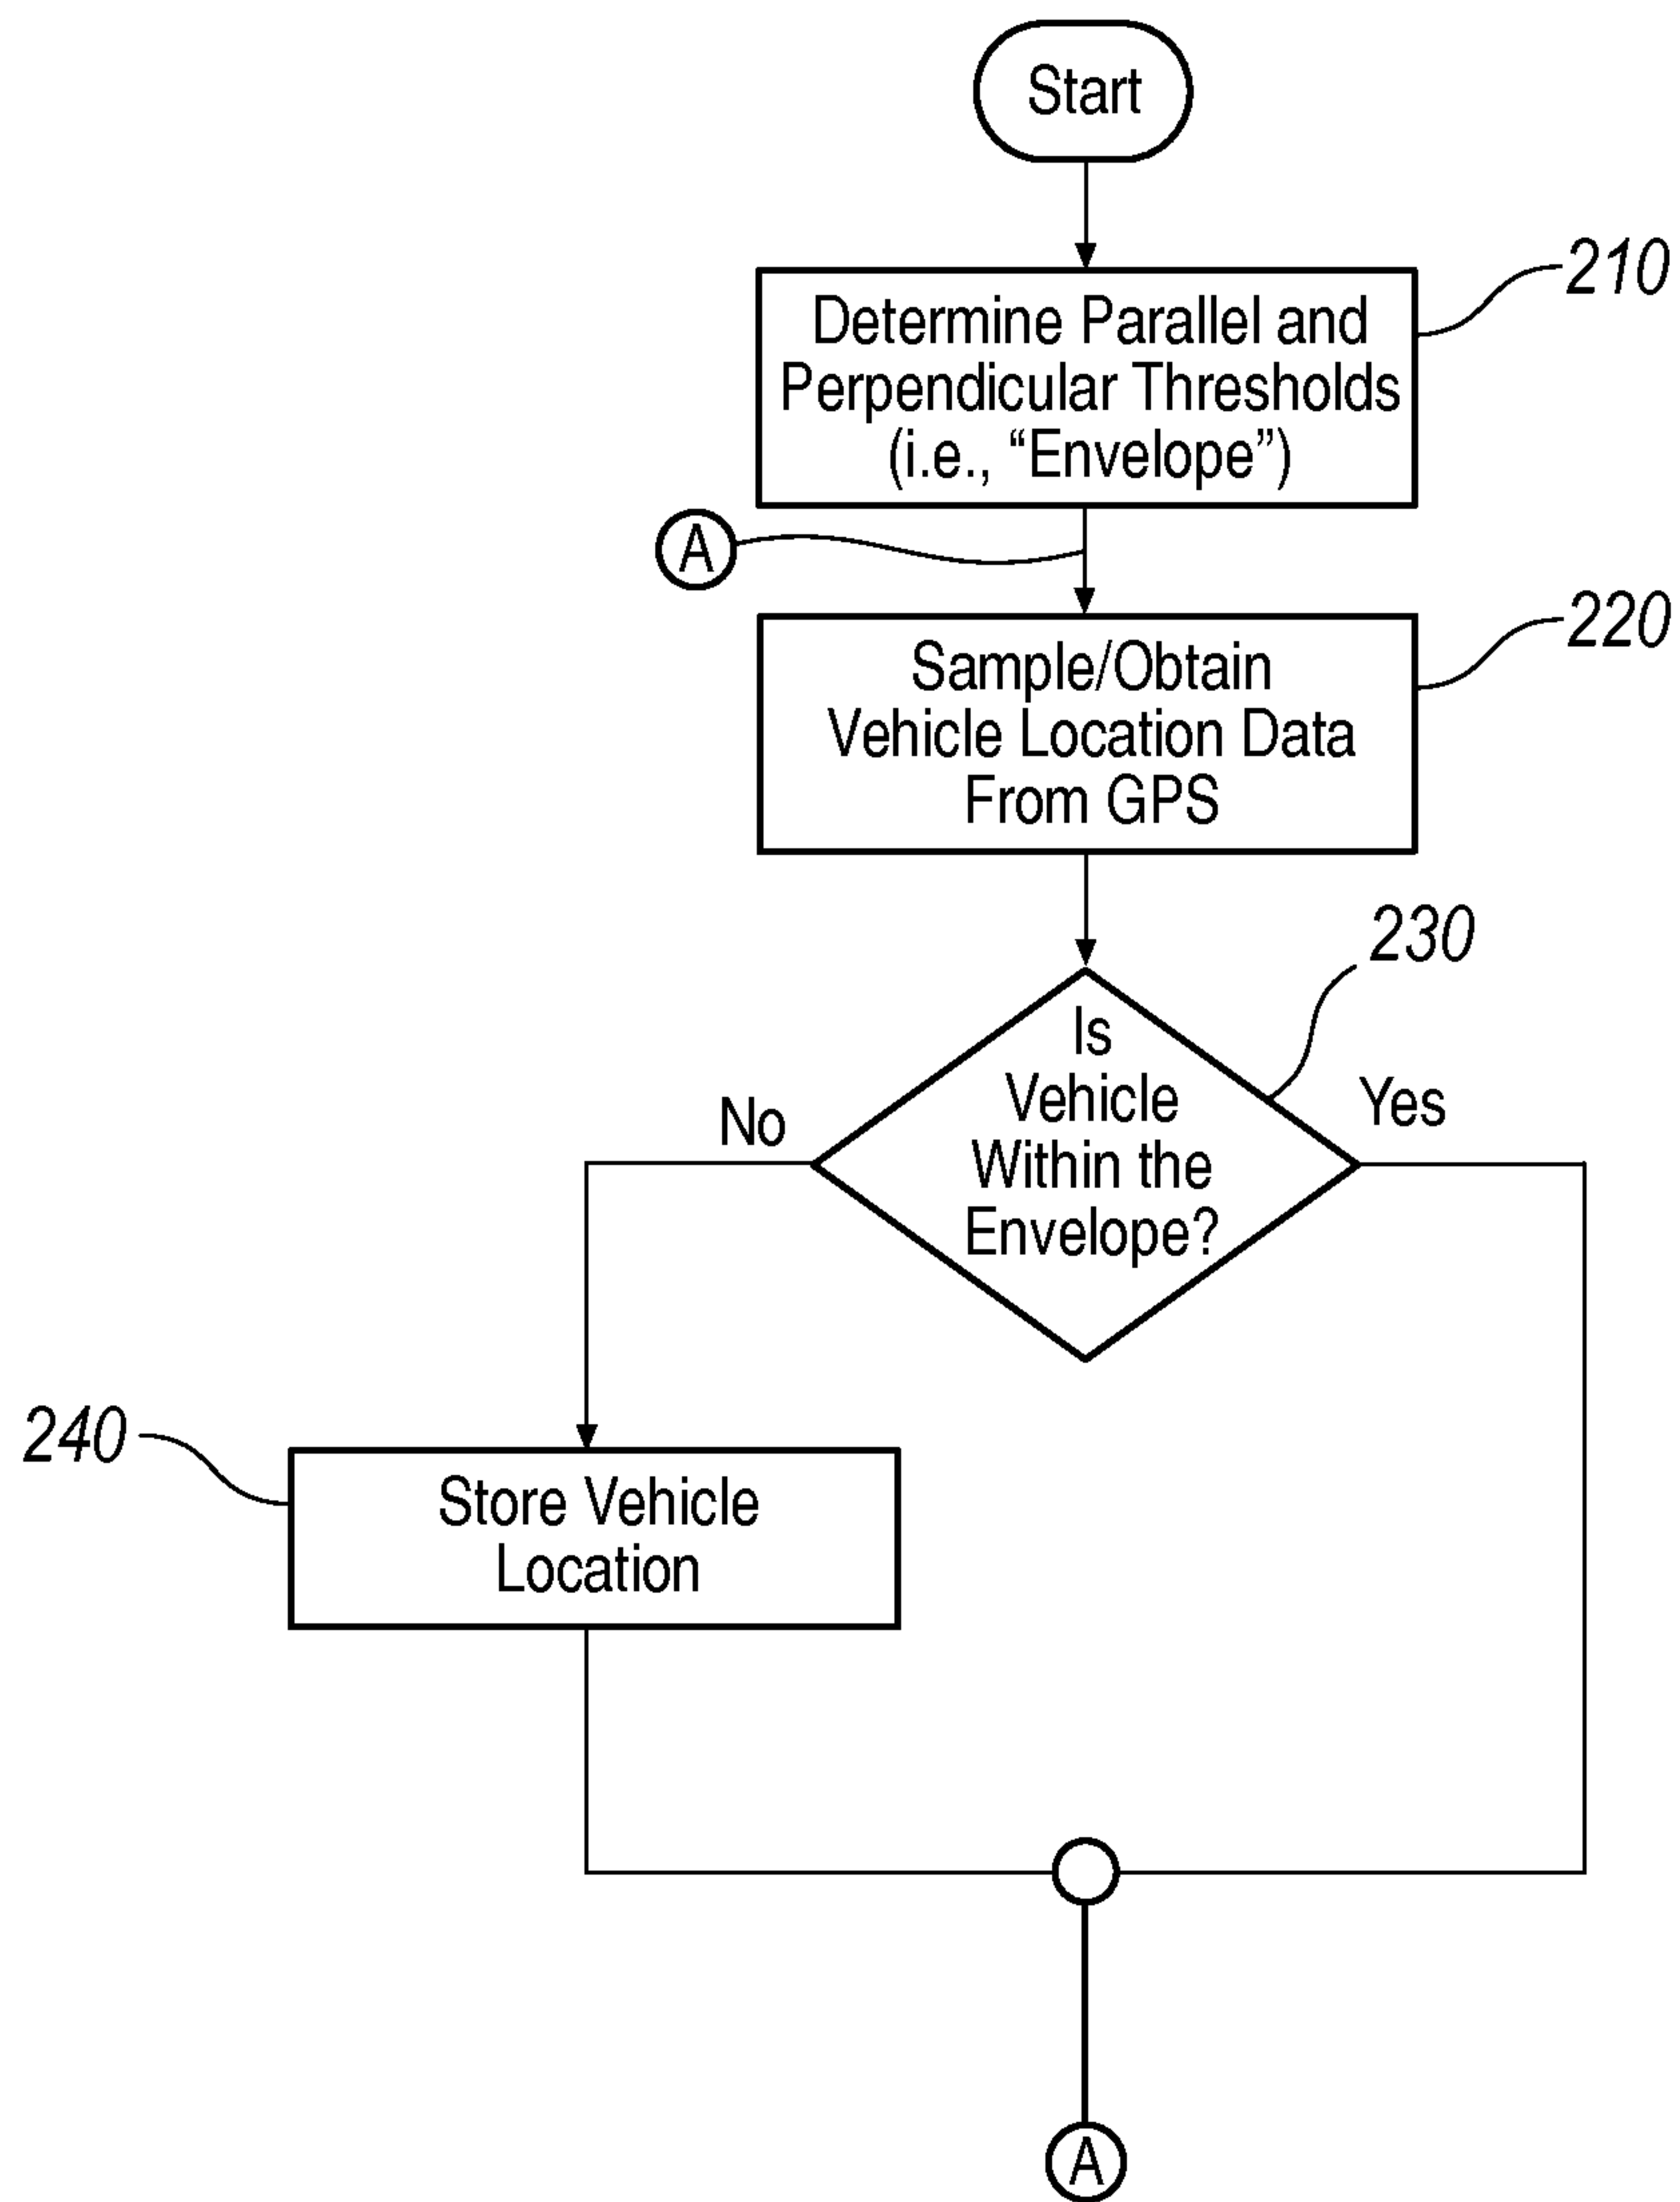 Start
210
Determine Parallel and
Perpendicular Thresholds
(i.e., “Envelope”)
A
220
Sample/Obtain
Vehicle Location Data
From GPS
230
Is
Vehicle
Within the
Envelope?
No
Yes
240
Store Vehicle
Location
A